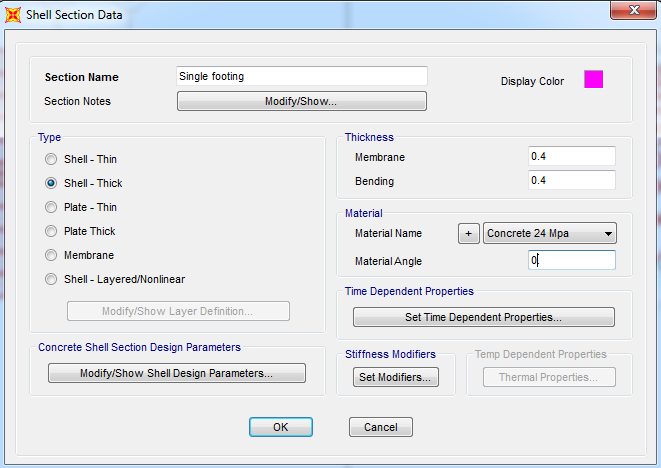 Shell Section Data
Section Name
Single footing
Display Color
Section Notes
Modify/Show...
Type
Shell - Thin
Shell - Thick
Plate - Thin
Plate Thick
Membrane
Shell - Layered/Nonlinear
Modify/Show Layer Definition...
Thickness
Membrane
0.4
Bending
0.4
Material
Material Name
+
Concrete 24 Mpa
Material Angle
0
Time Dependent Properties
Set Time Dependent Properties...
Concrete Shell Section Design Parameters
Modify/Show Shell Design Parameters...
Stiffness Modifiers
Set Modifiers...
Temp Dependent Properties
Thermal Properties...
OK
Cancel